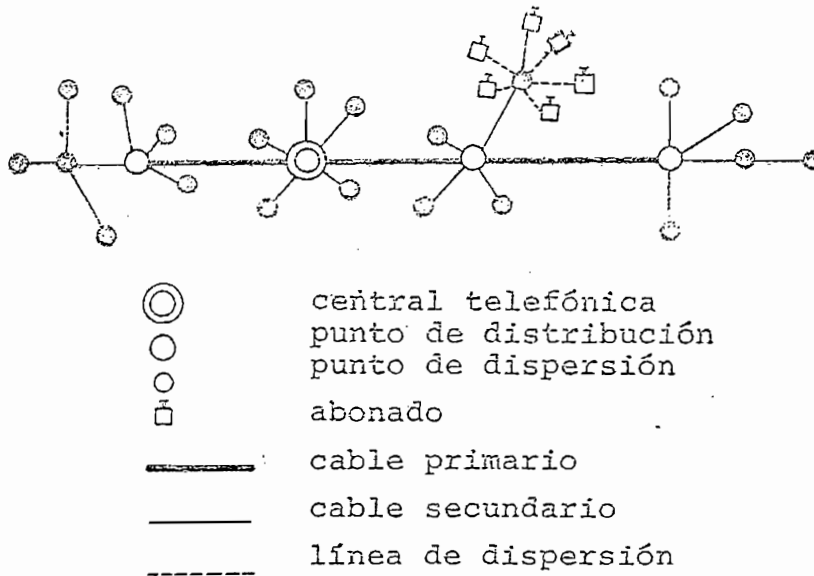 central telefónica
punto de distribución
punto de dispersión
abonado
cable primario
cable secundario
línea de dispersión